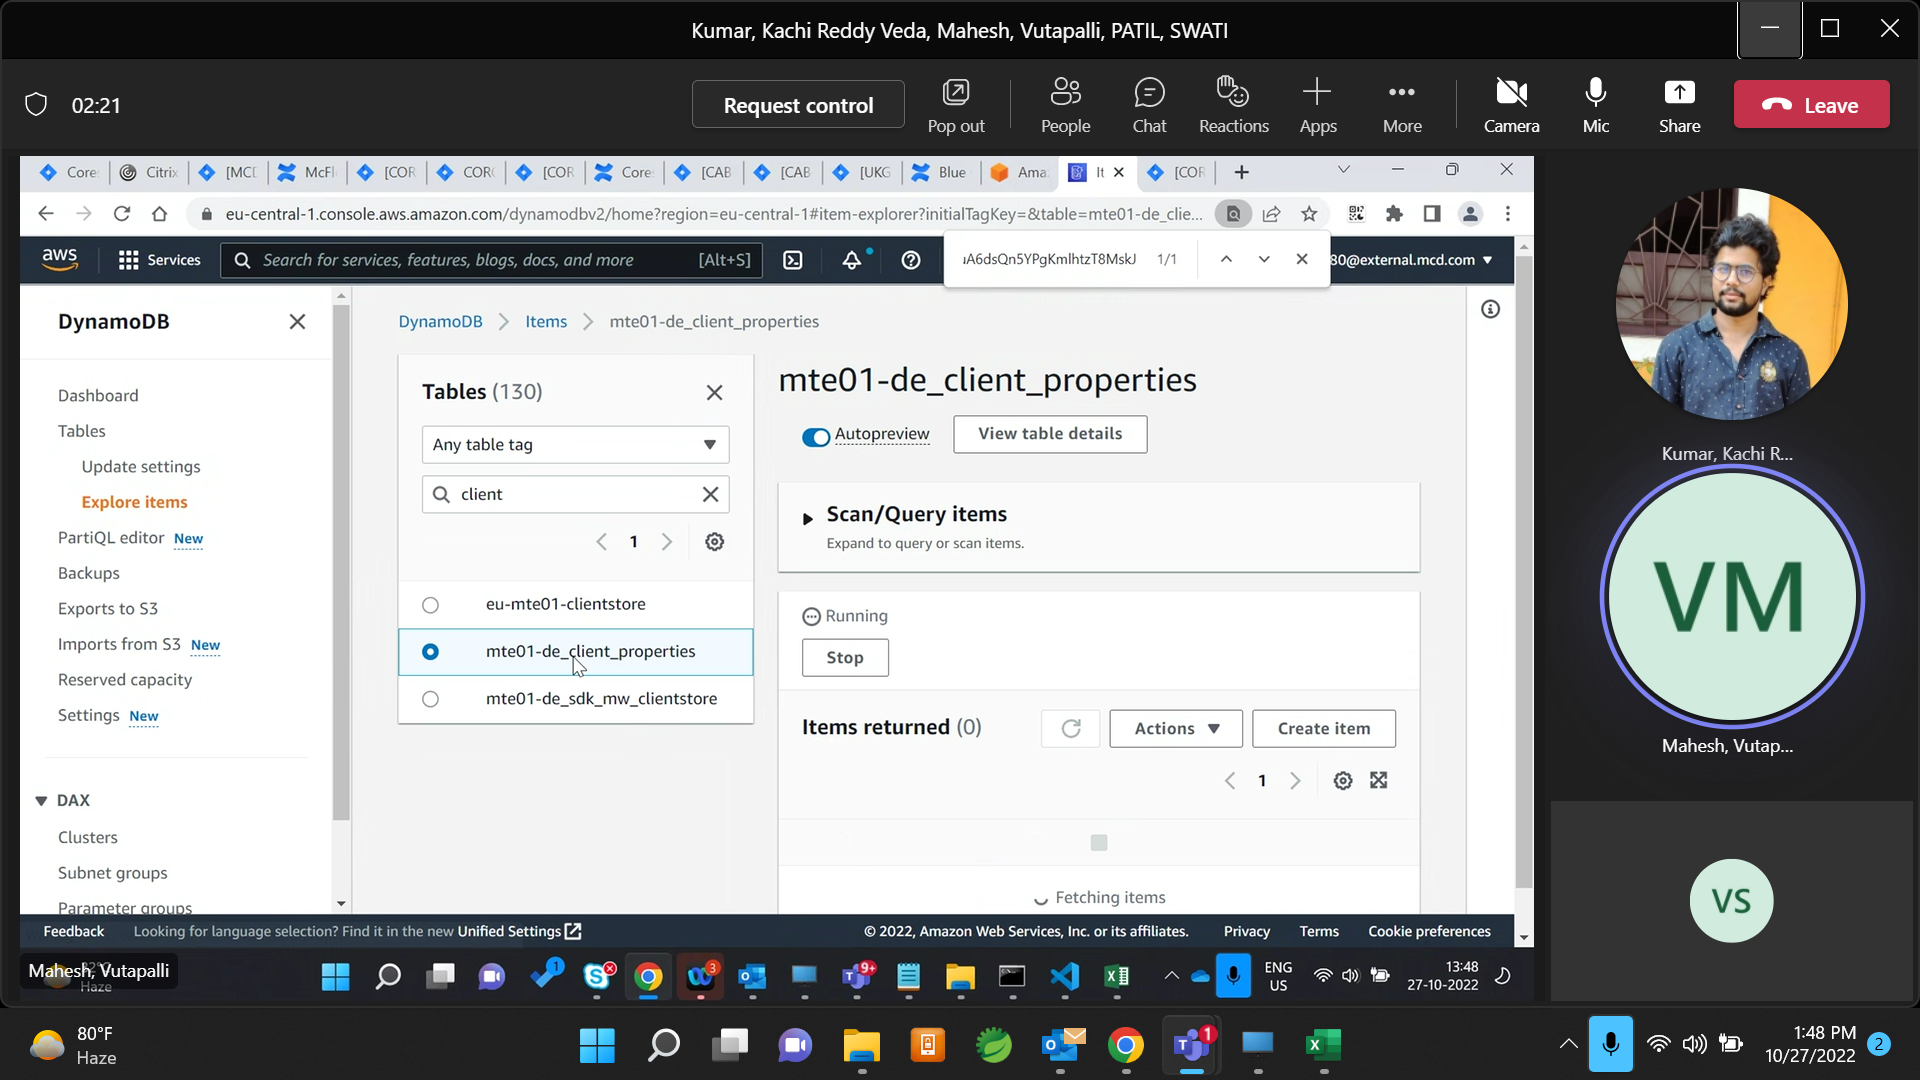 Kumar, Kachi Reddy Veda, Mahesh, Vutapalli, PATIL, SWATI
02:21
Request control
Pop out
People
Chat
Reactions
Apps
More
Camera
Mic
Share
Leave
Core
Citrix
[MCD
McFl
[COR
CORC
[COR
Core
[CAB
[CAB
[UKG
Blue
Ama
It
[COR
eu-central-1.console.aws.amazon.com/dynamodbv2/home?region=eu-central-1#item-explorer?initialTagKey=&table=mte01-de_clie...
aws
Services
Search for services, features, blogs, docs, and more
[Alt+S]
1/1
80@external.mcd.com
DynamoDB
Dashboard
Tables
Update settings
Explore items
PartiQL editor New
Backups
Exports to S3
Imports from S3 New
Reserved capacity
Settings New
DAX
Clusters
Subnet groups
Parameter groups
DynamoDB
Items
mte01-de_client_properties
Tables (130)
Any table tag
client
1
eu-mte01-clientstore
mte01-de_client_properties
mte01-de_sdk_mw_clientstore
mte01-de_client_properties
Autopreview
View table details
Scan/Query items
Expand to query or scan items.
Running
Stop
Items returned (0)
Actions
Create item
1
Fetching items
Feedback
Looking for language selection? Find it in the new Unified Settings
© 2022, Amazon Web Services, Inc. or its affiliates.
Privacy
Terms
Cookie preferences
Mahesh, Vutapalli
Haze
1
3
9+
ENG
US
13:48
27-10-2022
Kumar, Kachi R...
VM
Mahesh, Vutap...
VS
80°F
Haze
1
1:48 PM
10/27/2022
2